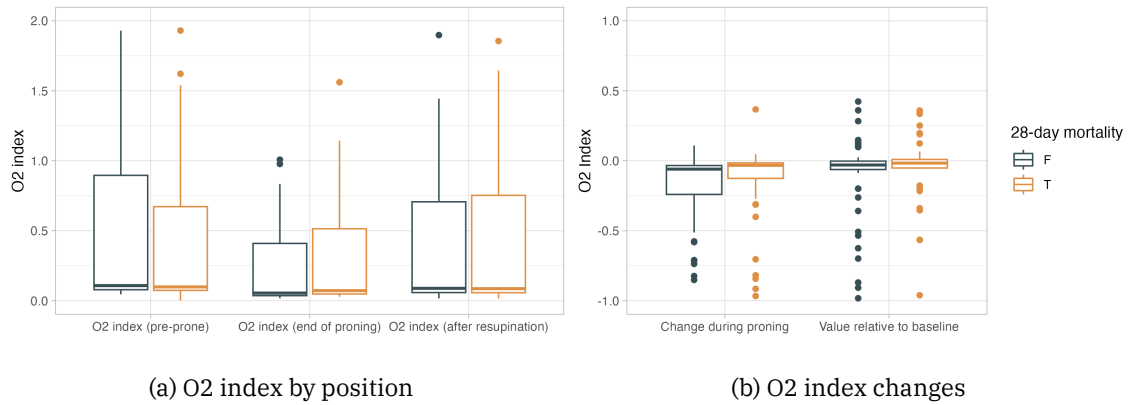 2.0
1.5
1.0
0.5
0.0
O2 index
O2 index (pre-prone)
O2 index (end of proning)
O2 index (after resupination)
(a) O2 index by position
1.0
0.5
0.0
-0.5
-1.0
O2 Index
Change during proning
Value relative to baseline
(b) O2 index changes
28-day mortality
F
T